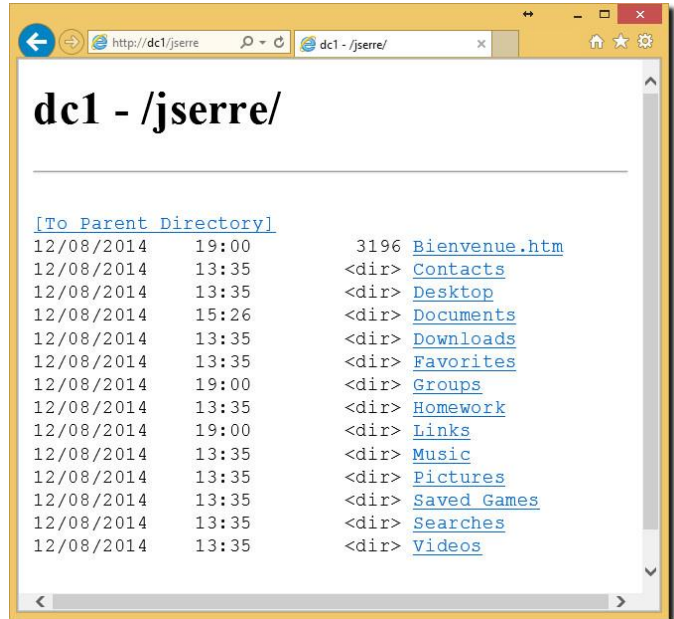 http://dc1/jserre
dc1 - /jserre/
dc1 - /jserre/
[To Parent Directory]
12/08/2014 19:00 3196 Bienvenue.htm
12/08/2014 13:35 <dir> Contacts
12/08/2014 13:35 <dir> Desktop
12/08/2014 15:26 <dir> Documents
12/08/2014 13:35 <dir> Downloads
12/08/2014 13:35 <dir> Favorites
12/08/2014 19:00 <dir> Groups
12/08/2014 13:35 <dir> Homework
12/08/2014 19:00 <dir> Links
12/08/2014 13:35 <dir> Music
12/08/2014 13:35 <dir> Pictures
12/08/2014 13:35 <dir> Saved Games
12/08/2014 13:35 <dir> Searches
12/08/2014 13:35 <dir> Videos